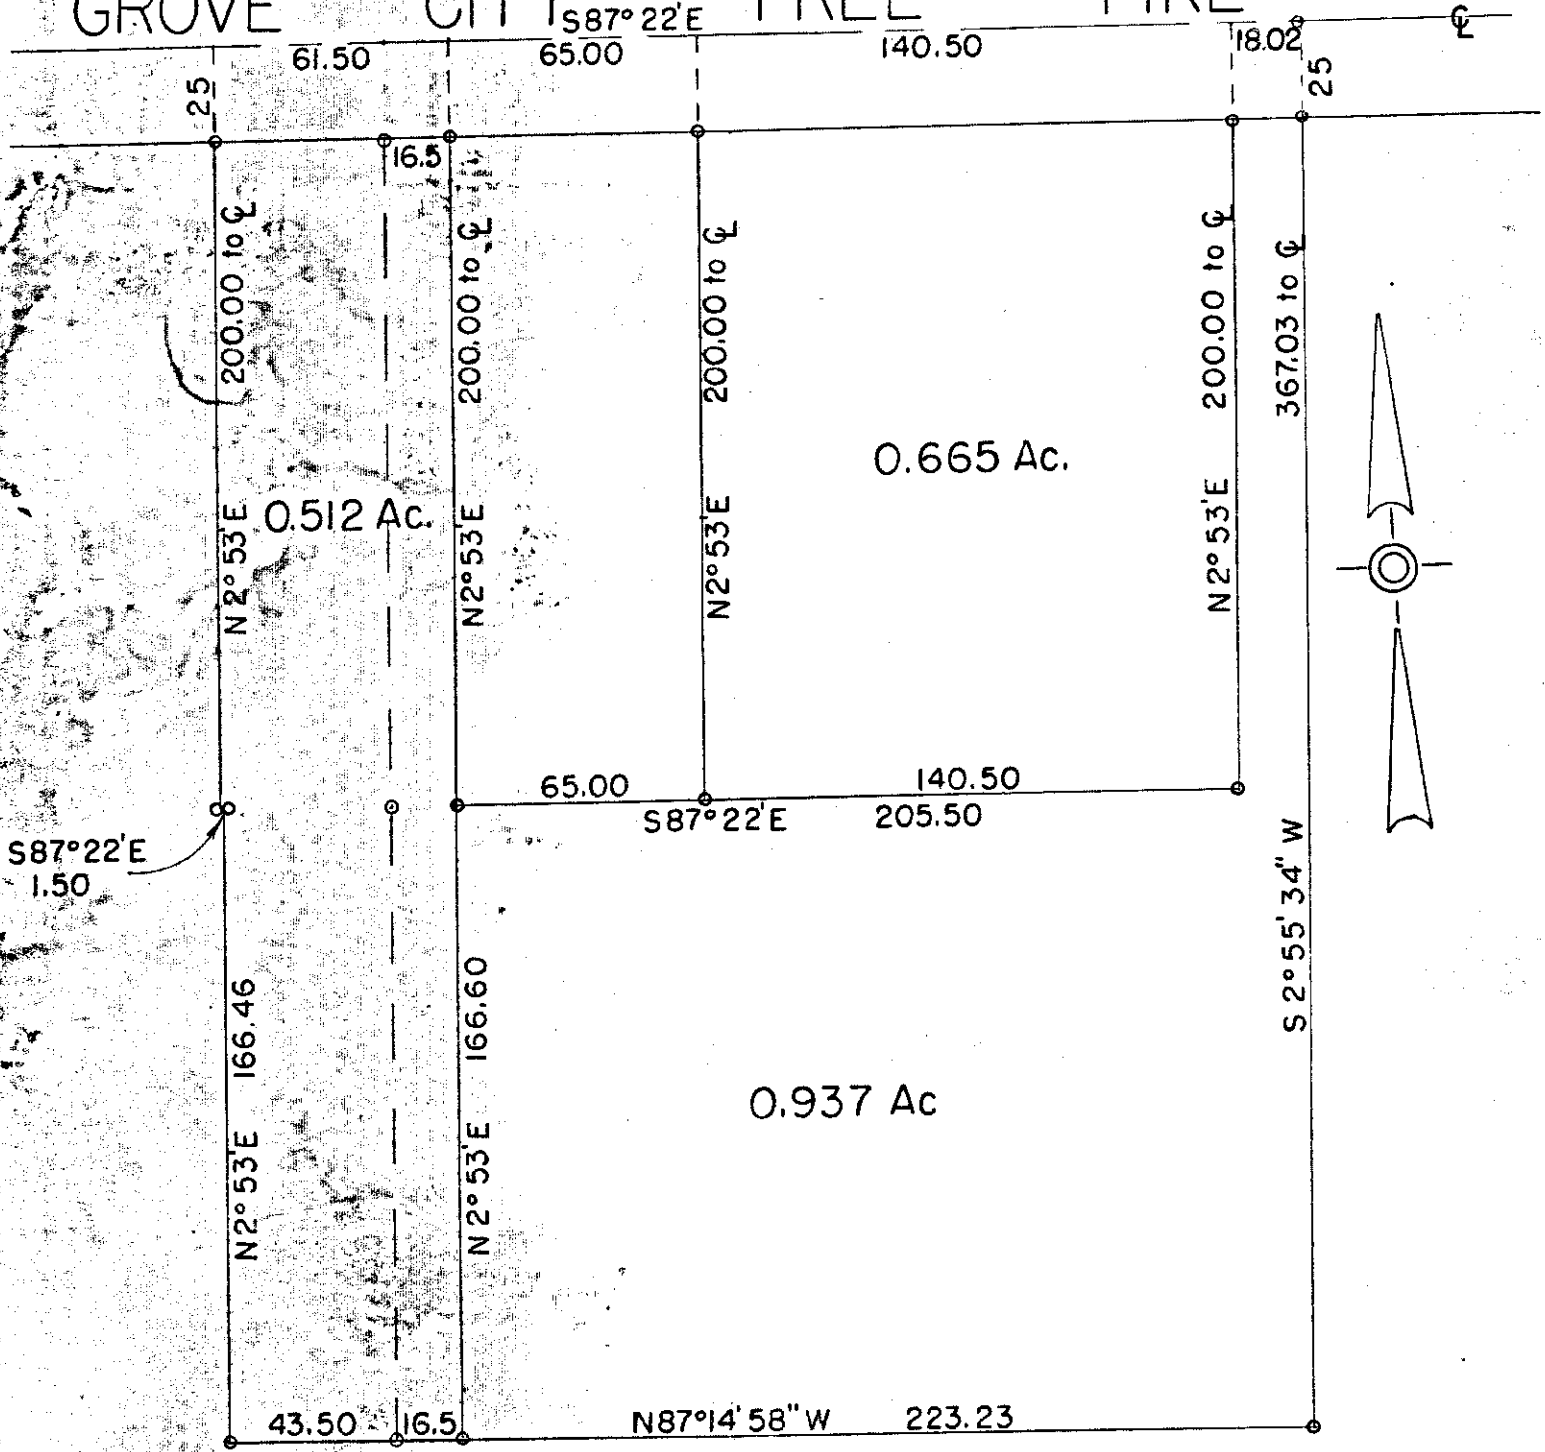 GROVE CITY FREE PIKE
S87°22'E
61.50 65.00 140.50 18.02 ℄
25 25
16.5
200.00 to ℄
200.00 to ℄
200.00 to ℄
200.00 to ℄
367.03 to ℄
0.665 Ac.
0.512 Ac.
N2°53'E
N2°53'E
N2°53'E
N2°53'E
65.00 140.50
S87°22'E 205.50
S87°22'E
1.50
S 2°55'34" W
166.46
166.60
0.937 Ac
N2°53'E
N2°53'E
43.50 16.5 N87°14'58"W 223.23